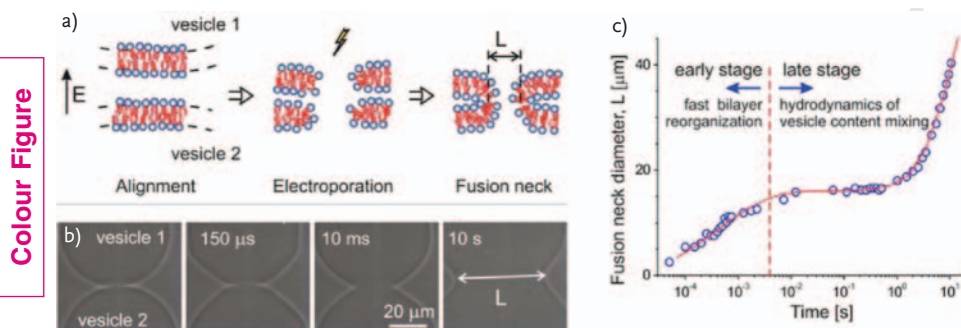 Colour Figure
a)
vesicle 1
E
vesicle 2
L
Alignment
Electroporation
Fusion neck
b)
vesicle 1
vesicle 2
150 μs
10 ms
20 μm
10 s
L
c)
Fusion neck diameter, L [μm]
40
20
0
early stage
late stage
fast bilayer
reorganization
hydrodynamics of
vesicle content mixing
10⁻⁴
10⁻³
10⁻²
10⁻¹
10⁰
10¹
Time [s]